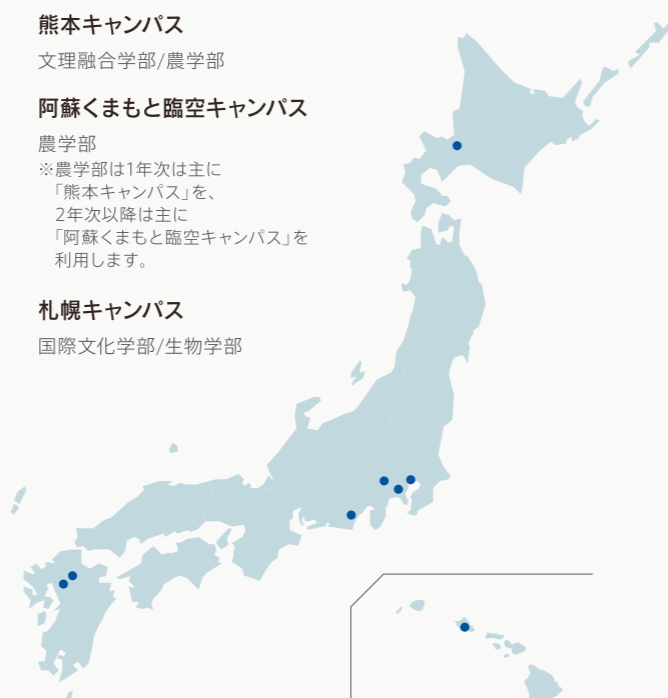 熊本キャンパス
文理融合学部/農学部
阿蘇くまもと臨空キャンパス
農学部
※農学部は1年次は主に
「熊本キャンパス」を、
2年次以降は主に
「阿蘇くまもと臨空キャンパス」を
利用します。
札幌キャンパス
国際文化学部/生物学部